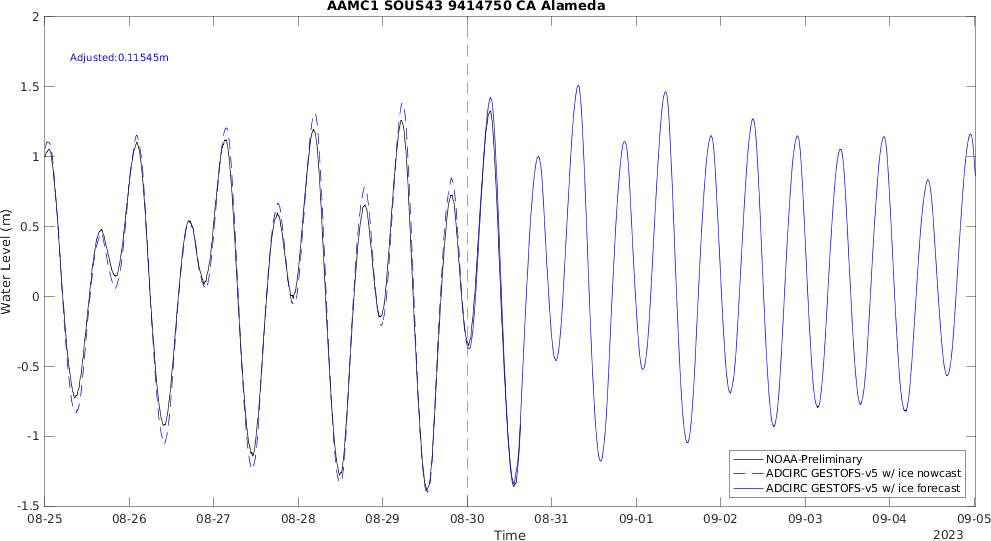 AAMC1 SOUS43 9414750 CA Alameda
Adjusted:0.11545m
Water Level (m)
2
1.5
1
0.5
0
-0.5
-1
-1.5
NOAA-Preliminary
ADCIRC GESTOFS-v5 w/ ice nowcast
ADCIRC GESTOFS-v5 w/ ice forecast
08-25 08-26 08-27 08-28 08-29 08-30 08-31 09-01 09-02 09-03 09-04 09-05
Time
2023